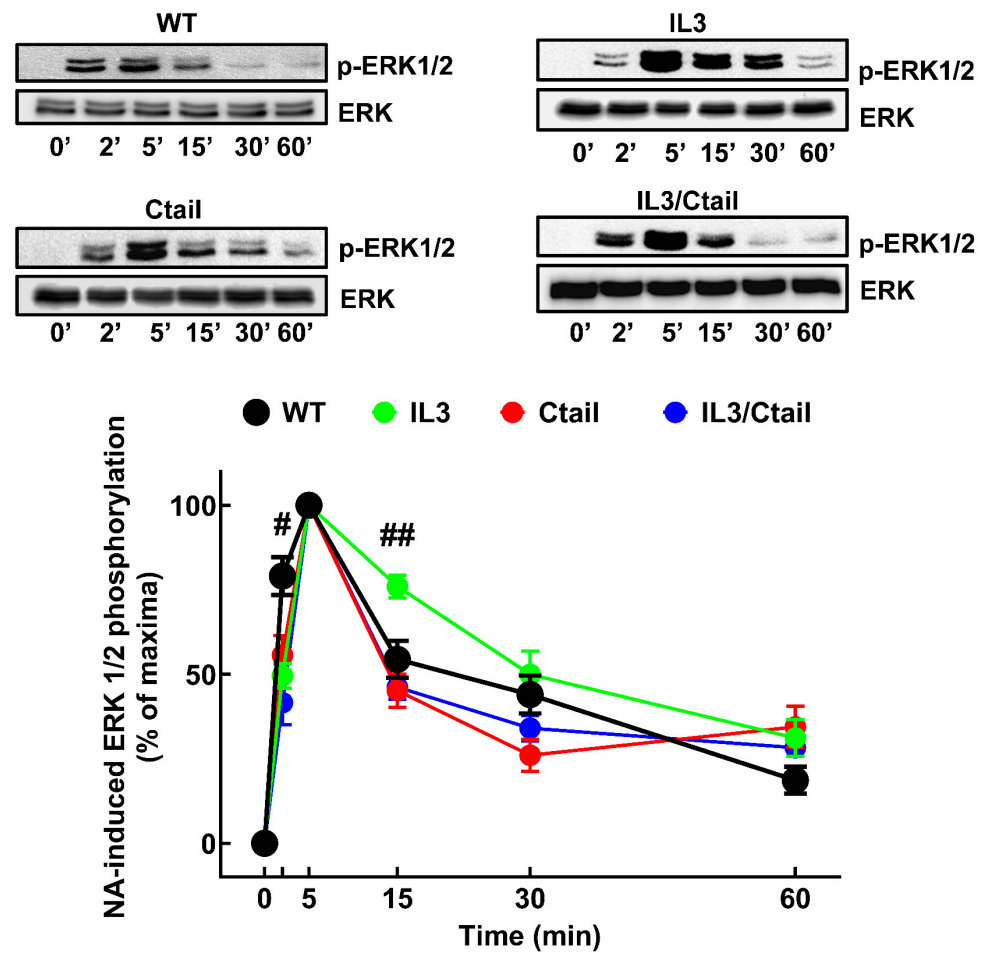 WT
p-ERK1/2
ERK
0’ 2’ 5’ 15’ 30’ 60’
IL3
p-ERK1/2
ERK
0’ 2’ 5’ 15’ 30’ 60’
Ctail
p-ERK1/2
ERK
0’ 2’ 5’ 15’ 30’ 60’
IL3/Ctail
p-ERK1/2
ERK
0’ 2’ 5’ 15’ 30’ 60’
WT IL3 Ctail IL3/Ctail
NA-induced ERK 1/2 phosphorylation
(% of maxima)
100
50
0
#
##
0 5 15 30 60
Time (min)